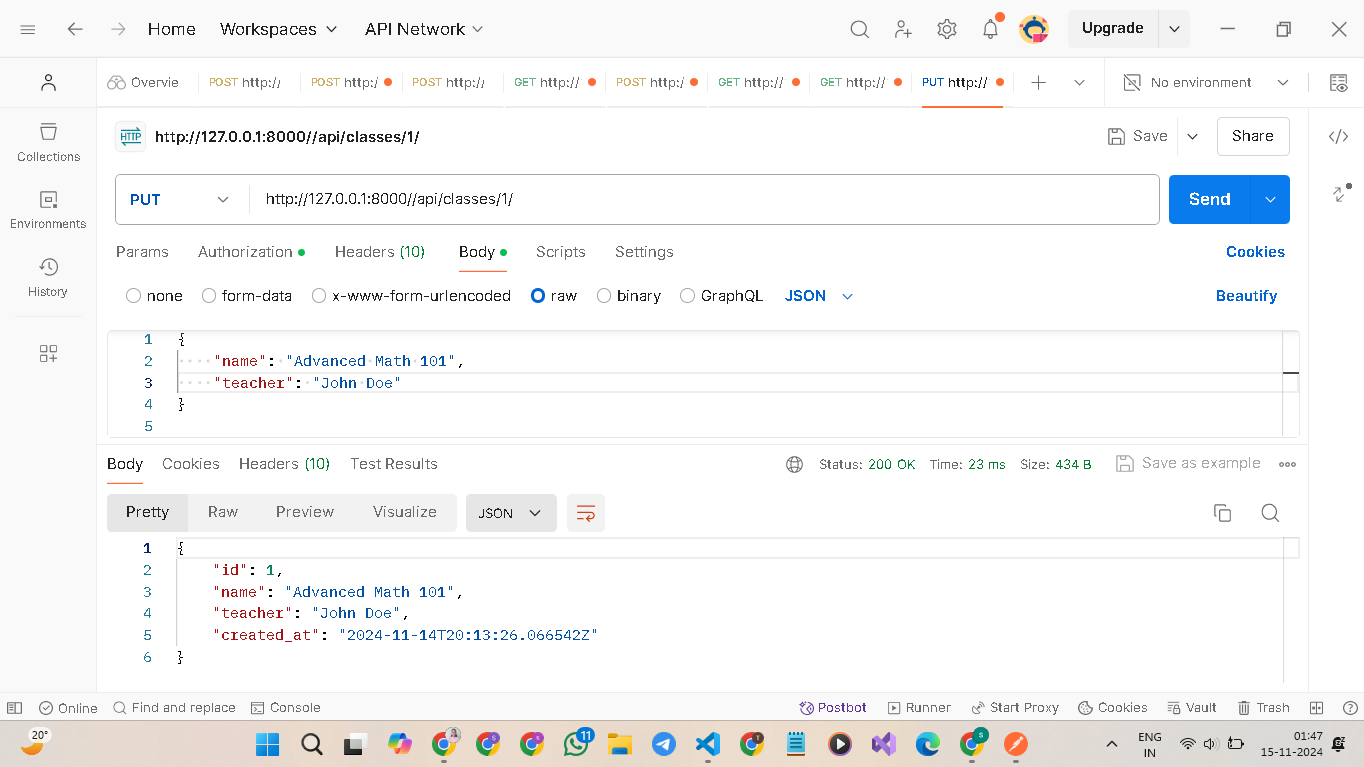 Home Workspaces API Network Upgrade
Overvie POST http:// POST http:/ POST http:// GET http:// POST http:/ GET http:// GET http:// PUT http:// No environment
HTTP http://127.0.0.1:8000//api/classes/1/ Save Share
PUT http://127.0.0.1:8000//api/classes/1/ Send
Params Authorization Headers (10) Body Scripts Settings Cookies
none form-data x-www-form-urlencoded raw binary GraphQL JSON Beautify
1 {
2 "name": "Advanced Math 101",
3 "teacher": "John Doe"
4 }
5
Body Cookies Headers (10) Test Results Status: 200 OK Time: 23 ms Size: 434 B Save as example
Pretty Raw Preview Visualize JSON
1 {
2 "id": 1,
3 "name": "Advanced Math 101",
4 "teacher": "John Doe",
5 "created_at": "2024-11-14T20:13:26.066542Z"
6 }
Collections
Environments
History
Online Find and replace Console Postbot Runner Start Proxy Cookies Vault Trash
20° 11 T S ENG IN 01:47 15-11-2024